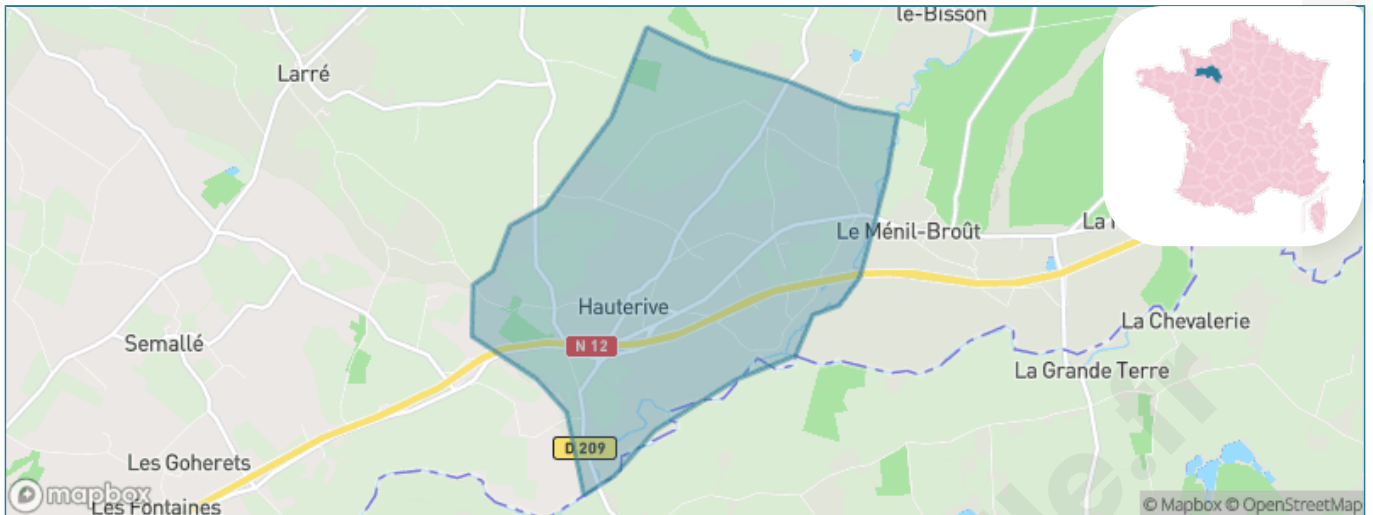 le-Bisson
Larré
Le Ménil-Broût
Hauterive
La Chevalerie
N 12
Semallé
La Grande Terre
D 209
Les Goherets
mapbox
Les Fontaines
© Mapbox © OpenStreetMap